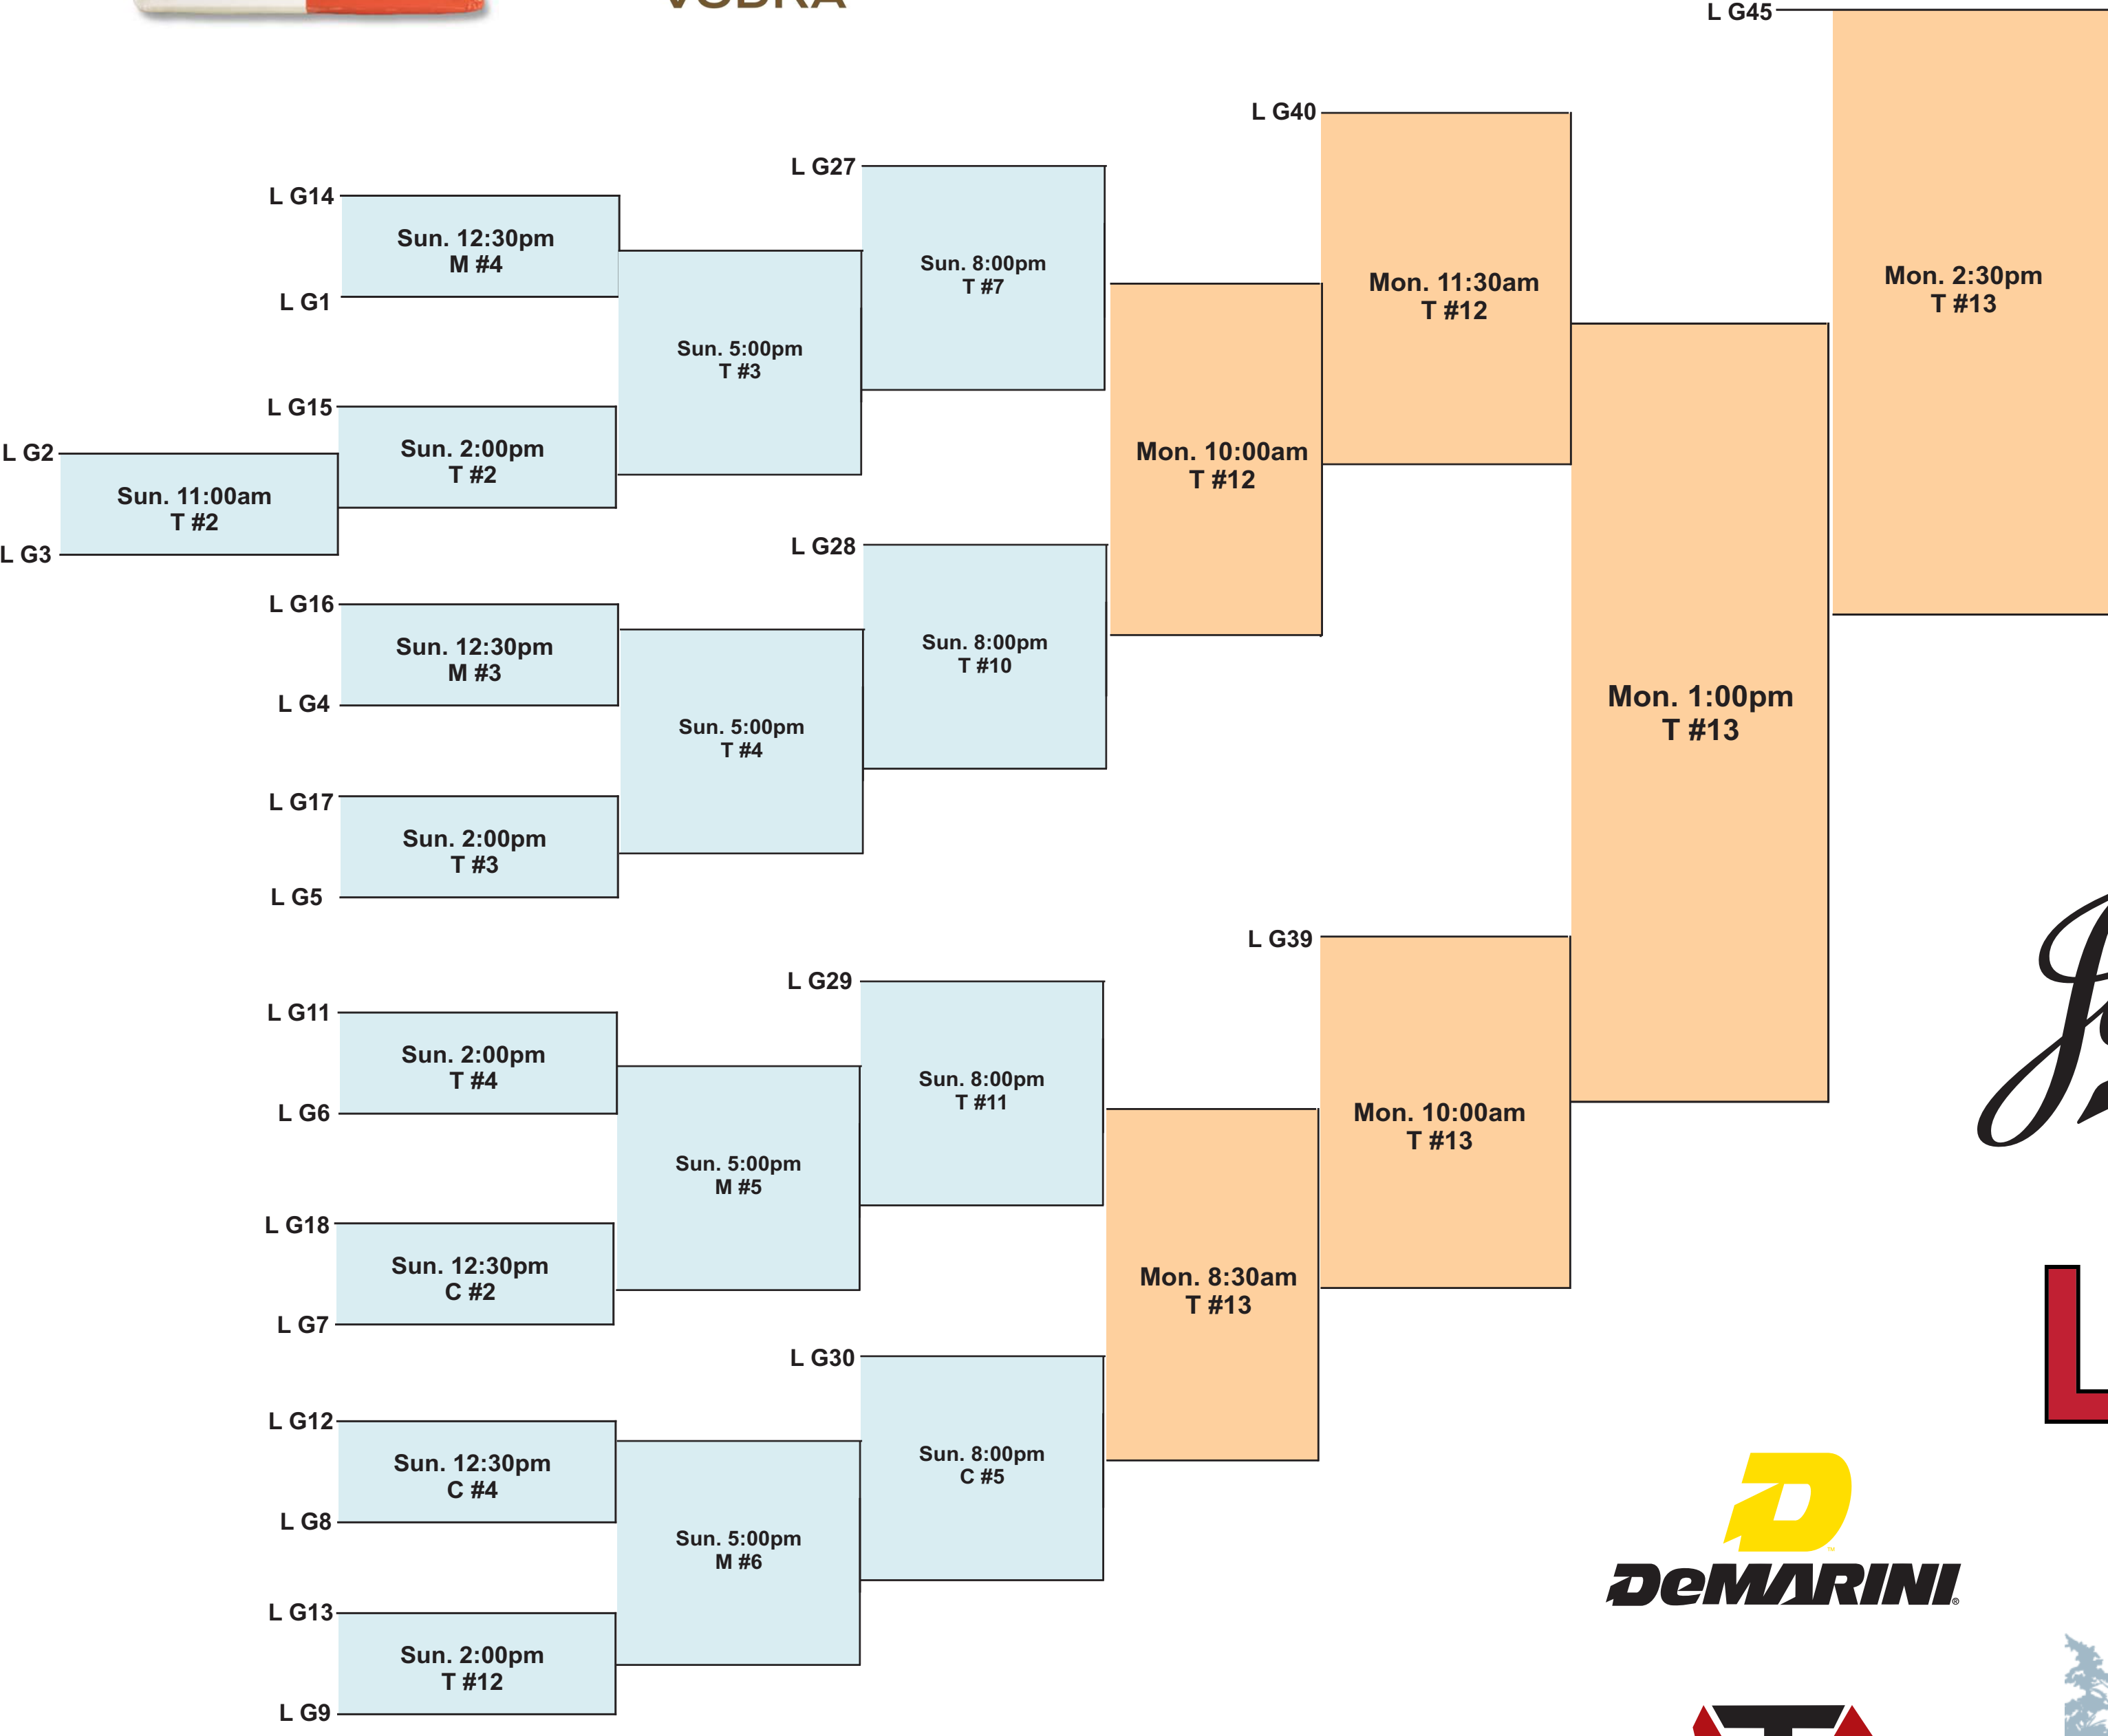 VODKA
L G45
L G40
L G27
L G14
Sun. 12:30pm
M #4
L G1
Sun. 8:00pm
T #7
Mon. 11:30am
T #12
Mon. 2:30pm
T #13
Sun. 5:00pm
T #3
L G15
Sun. 2:00pm
T #2
L G2
Sun. 11:00am
T #2
L G3
Mon. 10:00am
T #12
L G28
L G16
Sun. 12:30pm
M #3
L G4
Sun. 8:00pm
T #10
Sun. 5:00pm
T #4
Mon. 1:00pm
T #13
L G17
Sun. 2:00pm
T #3
L G5
L G39
L G29
L G11
Sun. 2:00pm
T #4
L G6
Sun. 8:00pm
T #11
Mon. 10:00am
T #13
Sun. 5:00pm
M #5
L G18
Sun. 12:30pm
C #2
L G7
Mon. 8:30am
T #13
L G30
L G12
Sun. 12:30pm
C #4
L G8
Sun. 8:00pm
C #5
Sun. 5:00pm
M #6
L G13
Sun. 2:00pm
T #12
L G9
L
DeMARINI